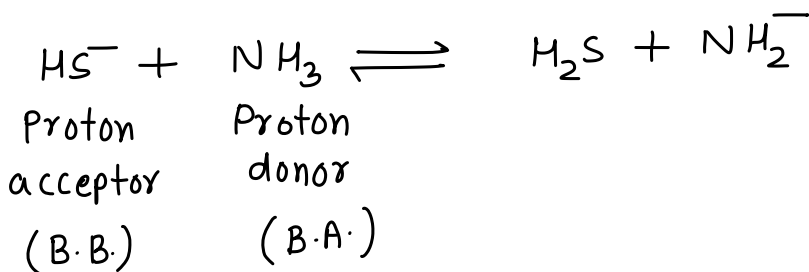 HS⁻ + NH₃ ⇌ H₂S + NH₂⁻
Proton Proton
acceptor donor
(B.B.) (B.A.)